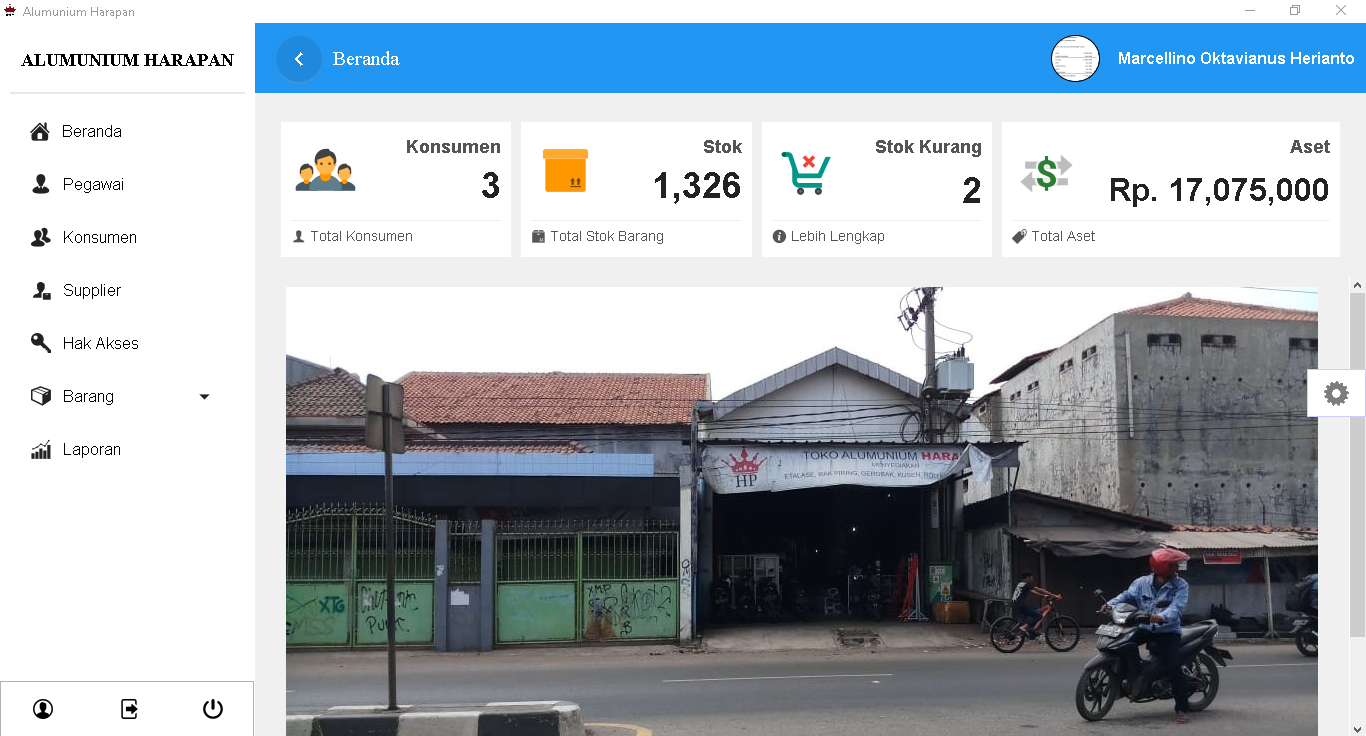 Alumunium Harapan
ALUMUNIUM HARAPAN
Beranda
Marcellino Oktavianus Herianto
Beranda
Pegawai
Konsumen
Supplier
Hak Akses
Barang
Laporan
Konsumen
3
Total Konsumen
Stok
1,326
Total Stok Barang
Stok Kurang
2
Lebih Lengkap
Aset
Rp. 17,075,000
Total Aset
TOKO ALUMUNIUM HARA
MENYEDIAKAN
ETALASE, RAK PIRING, GEROBAK, KUSEN, ROLL
HP
XTG